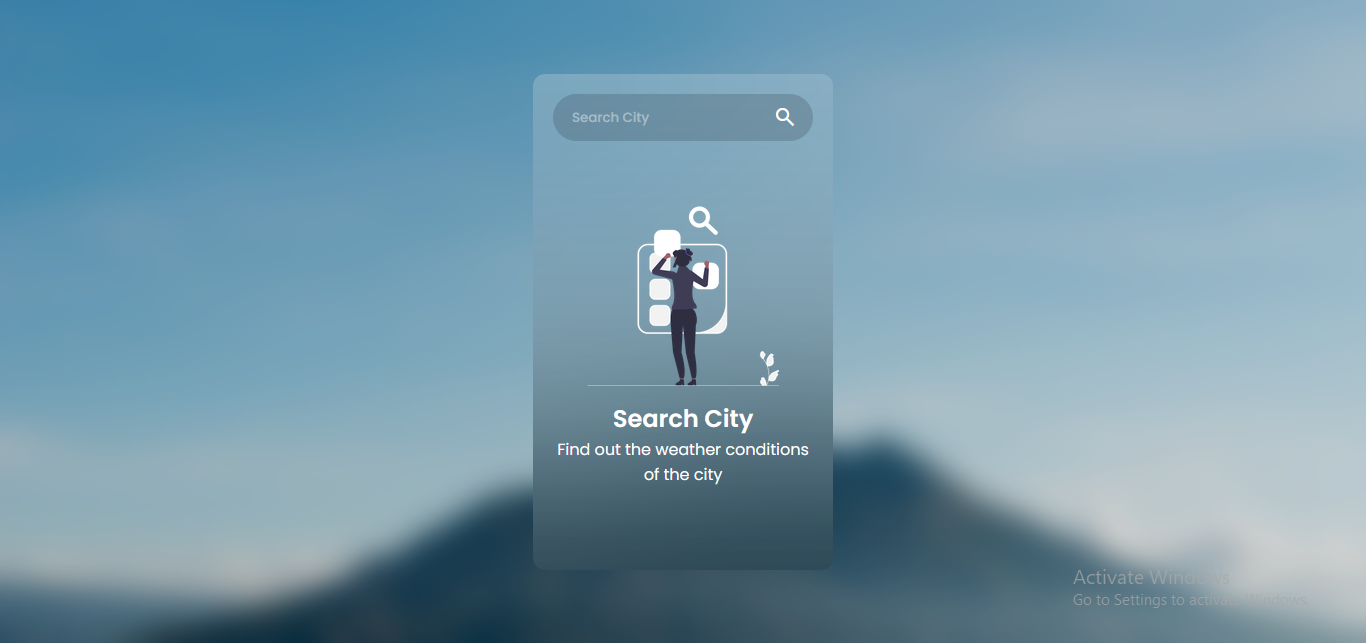 Search City
Search City
Find out the weather conditions
of the city
Activate Windows
Go to Settings to activate Windows.